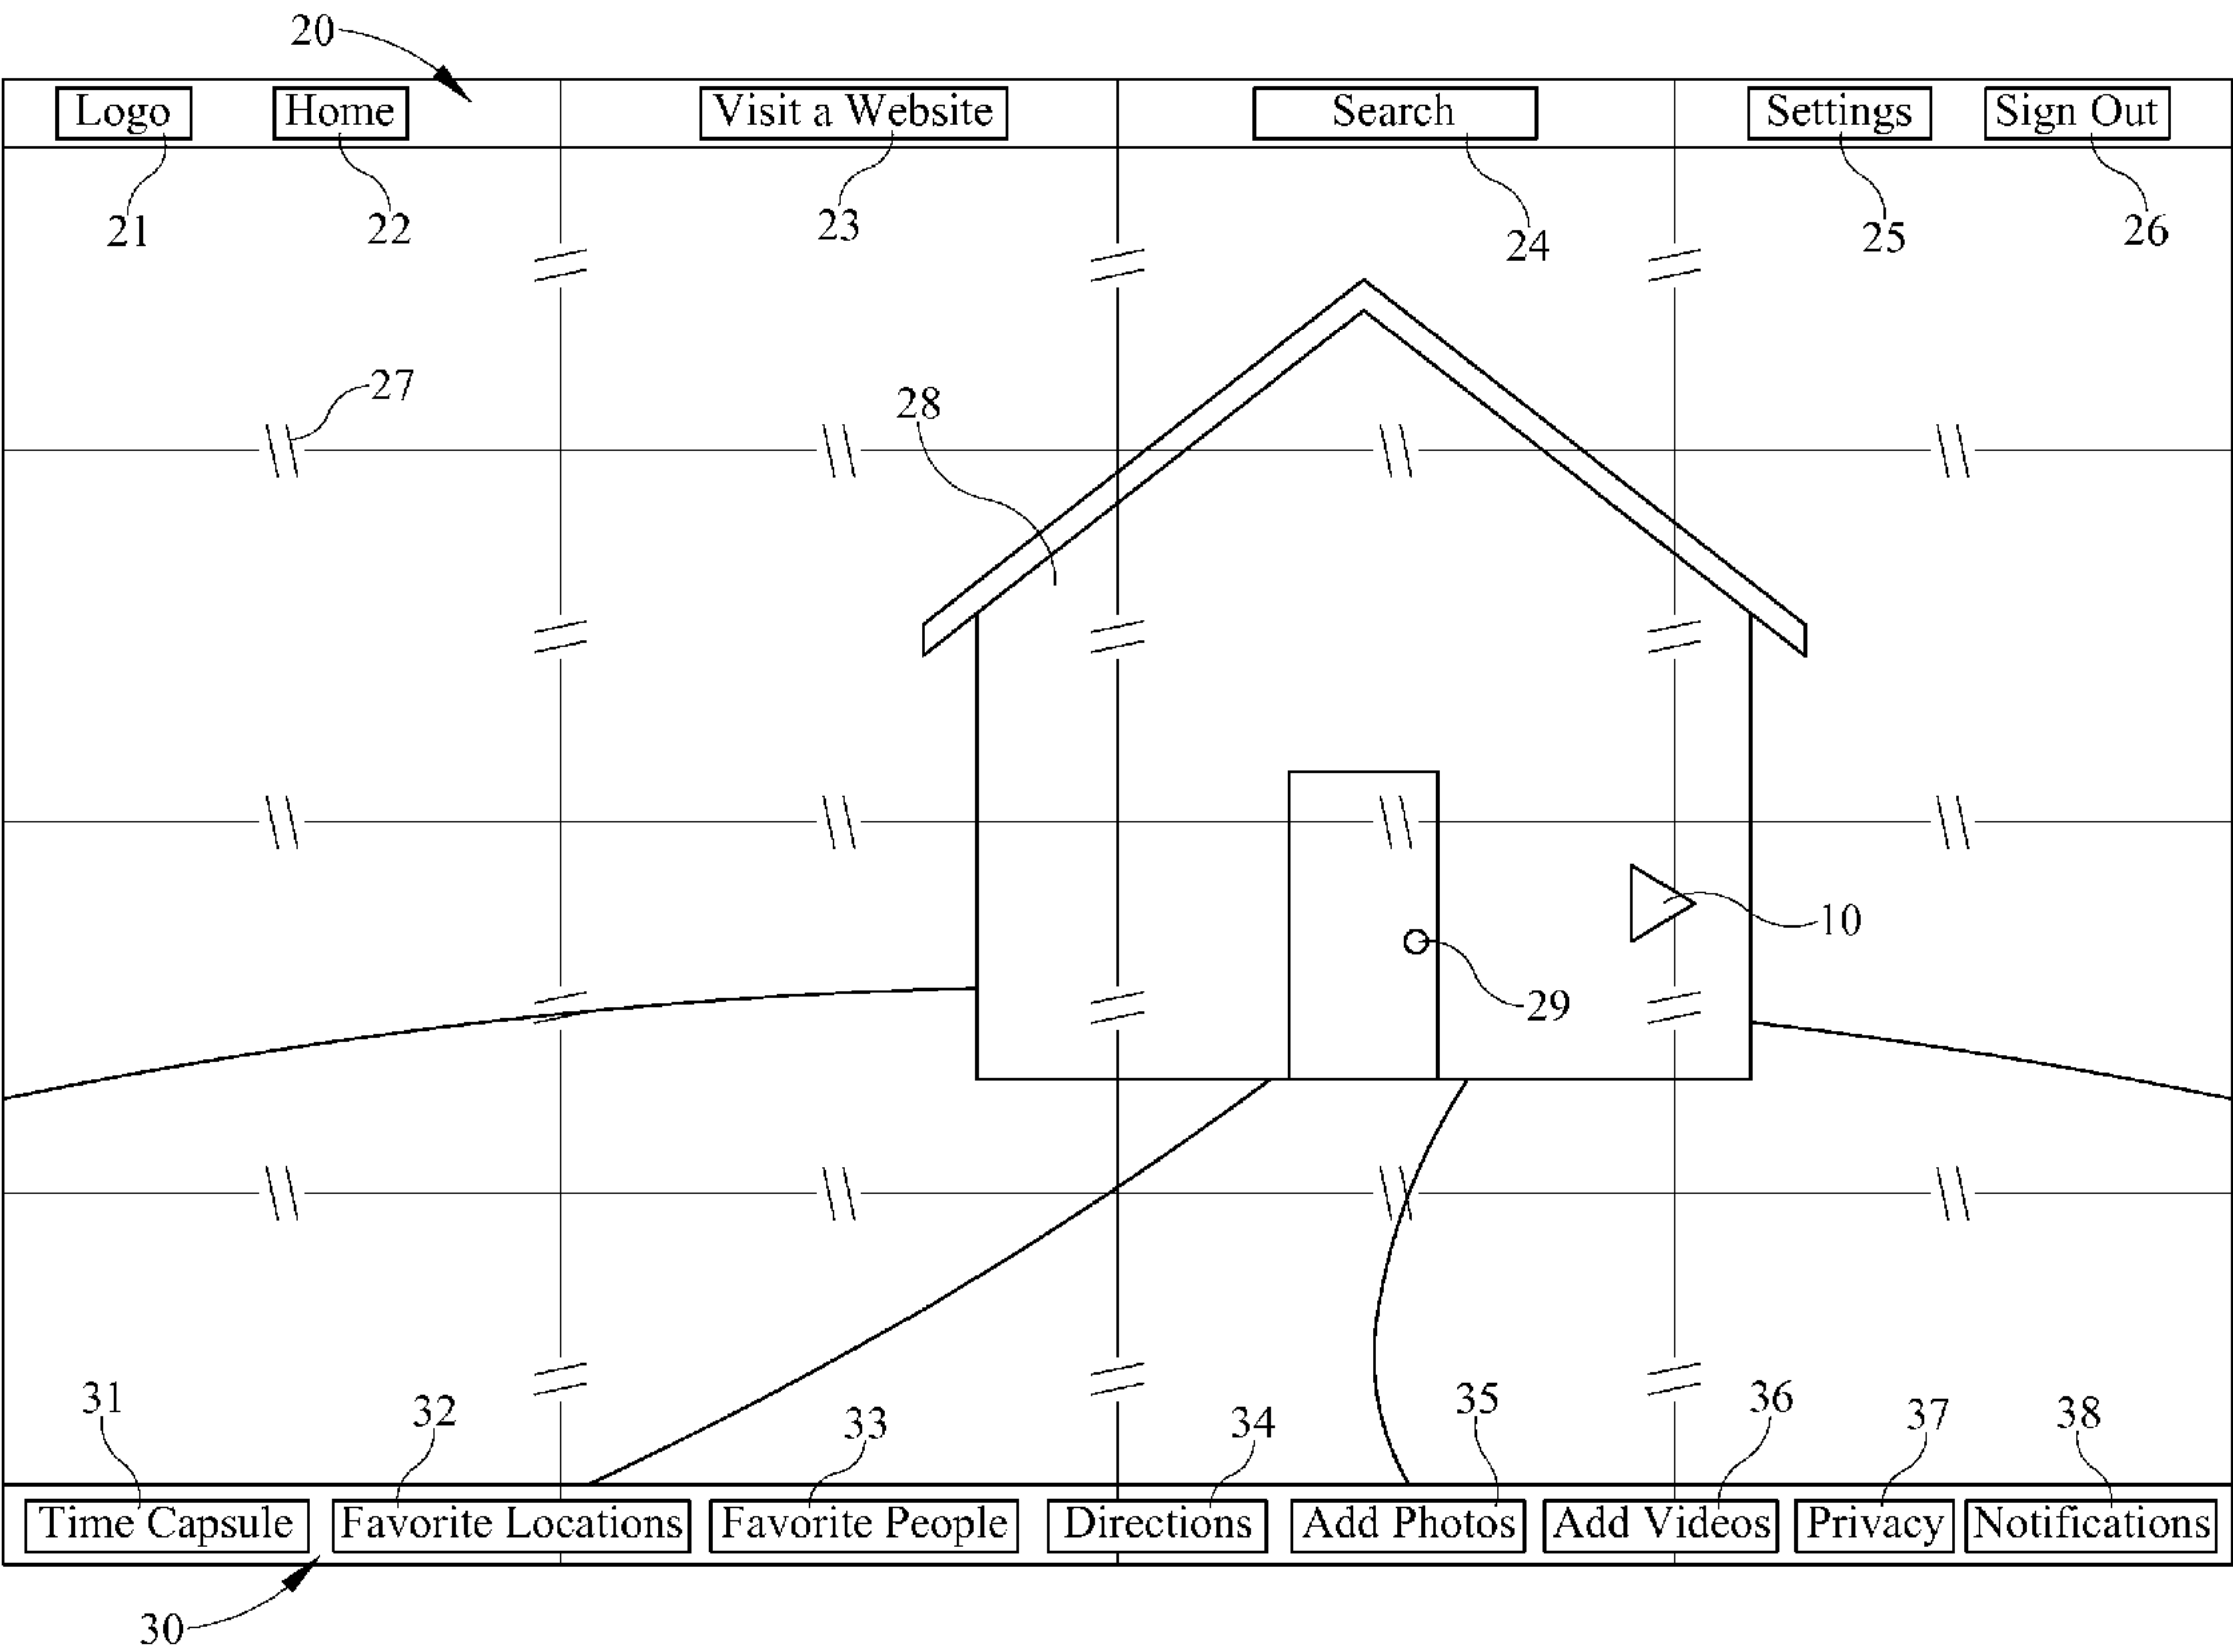 20
Logo Home Visit a Website Search Settings Sign Out
21 22 23 24 25 26
27
28
10
29
31 32 33 34 35 36 37 38
Time Capsule Favorite Locations Favorite People Directions Add Photos Add Videos Privacy Notifications
30